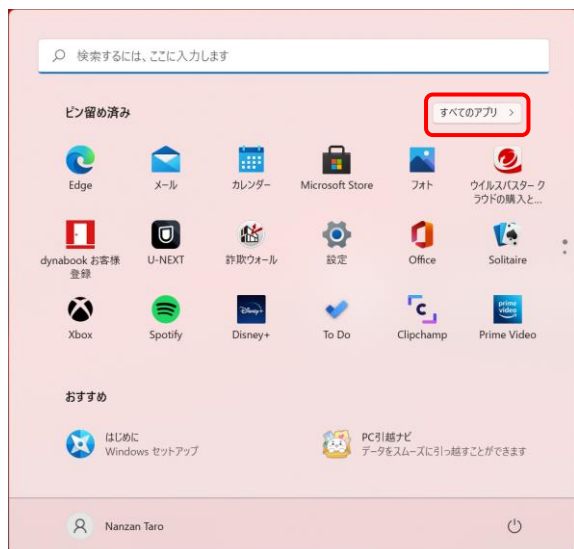 検索するには、ここに入力します
ピン留め済み
すべてのアプリ >
Edge
メール
カレンダー
Microsoft Store
フォト
ウイルスバスター ク
ラウドの購入と...
dynabook お客様
登録
U-NEXT
詐欺ウォール
設定
Office
Solitaire
Xbox
Spotify
Disney+
Disney+
To Do
Clipchamp
prime
video
Prime Video
おすすめ
はじめに
Windows セットアップ
PC引越ナビ
データをスムーズに引っ越すことができます
Nanzan Taro